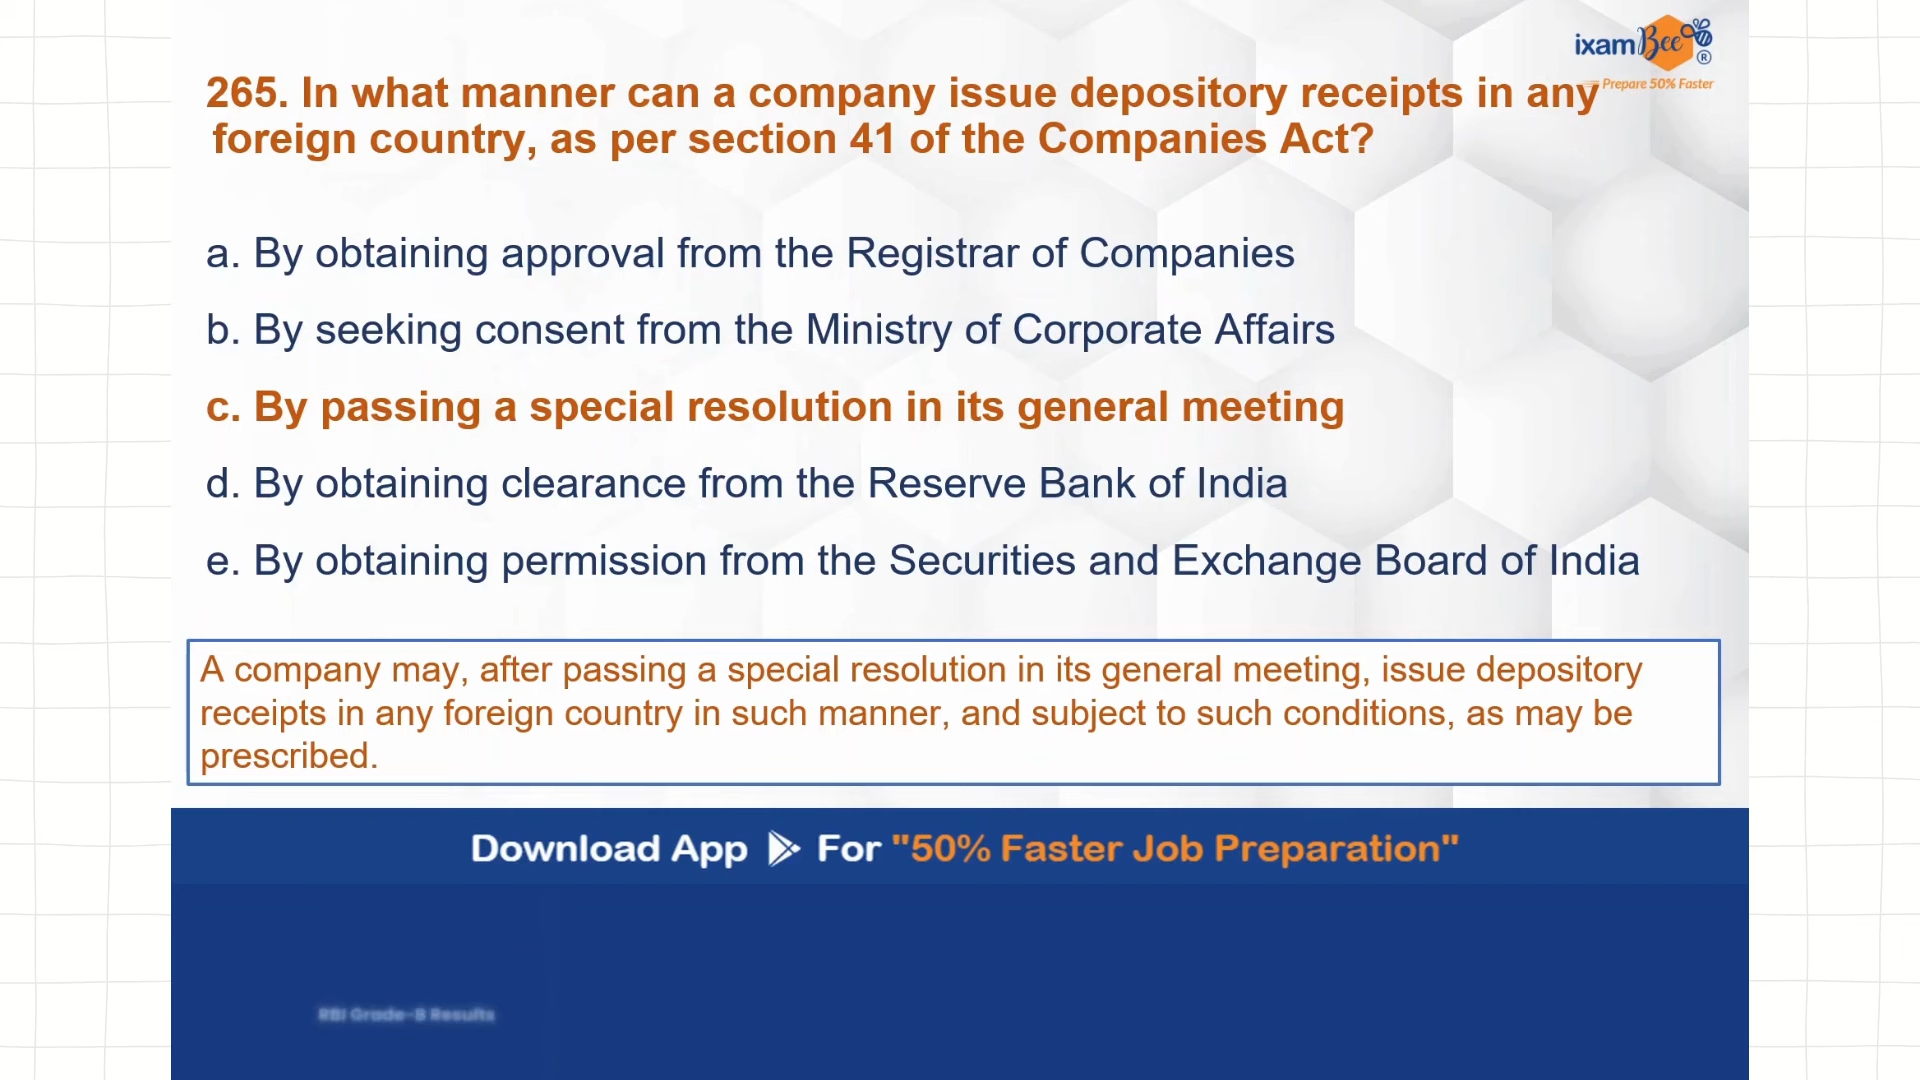 ixamBee®
Prepare 50% Faster
265. In what manner can a company issue depository receipts in any
foreign country, as per section 41 of the Companies Act?
a. By obtaining approval from the Registrar of Companies
b. By seeking consent from the Ministry of Corporate Affairs
c. By passing a special resolution in its general meeting
d. By obtaining clearance from the Reserve Bank of India
e. By obtaining permission from the Securities and Exchange Board of India
A company may, after passing a special resolution in its general meeting, issue depository
receipts in any foreign country in such manner, and subject to such conditions, as may be
prescribed.
Download App For "50% Faster Job Preparation"
RBI Grade-B Results